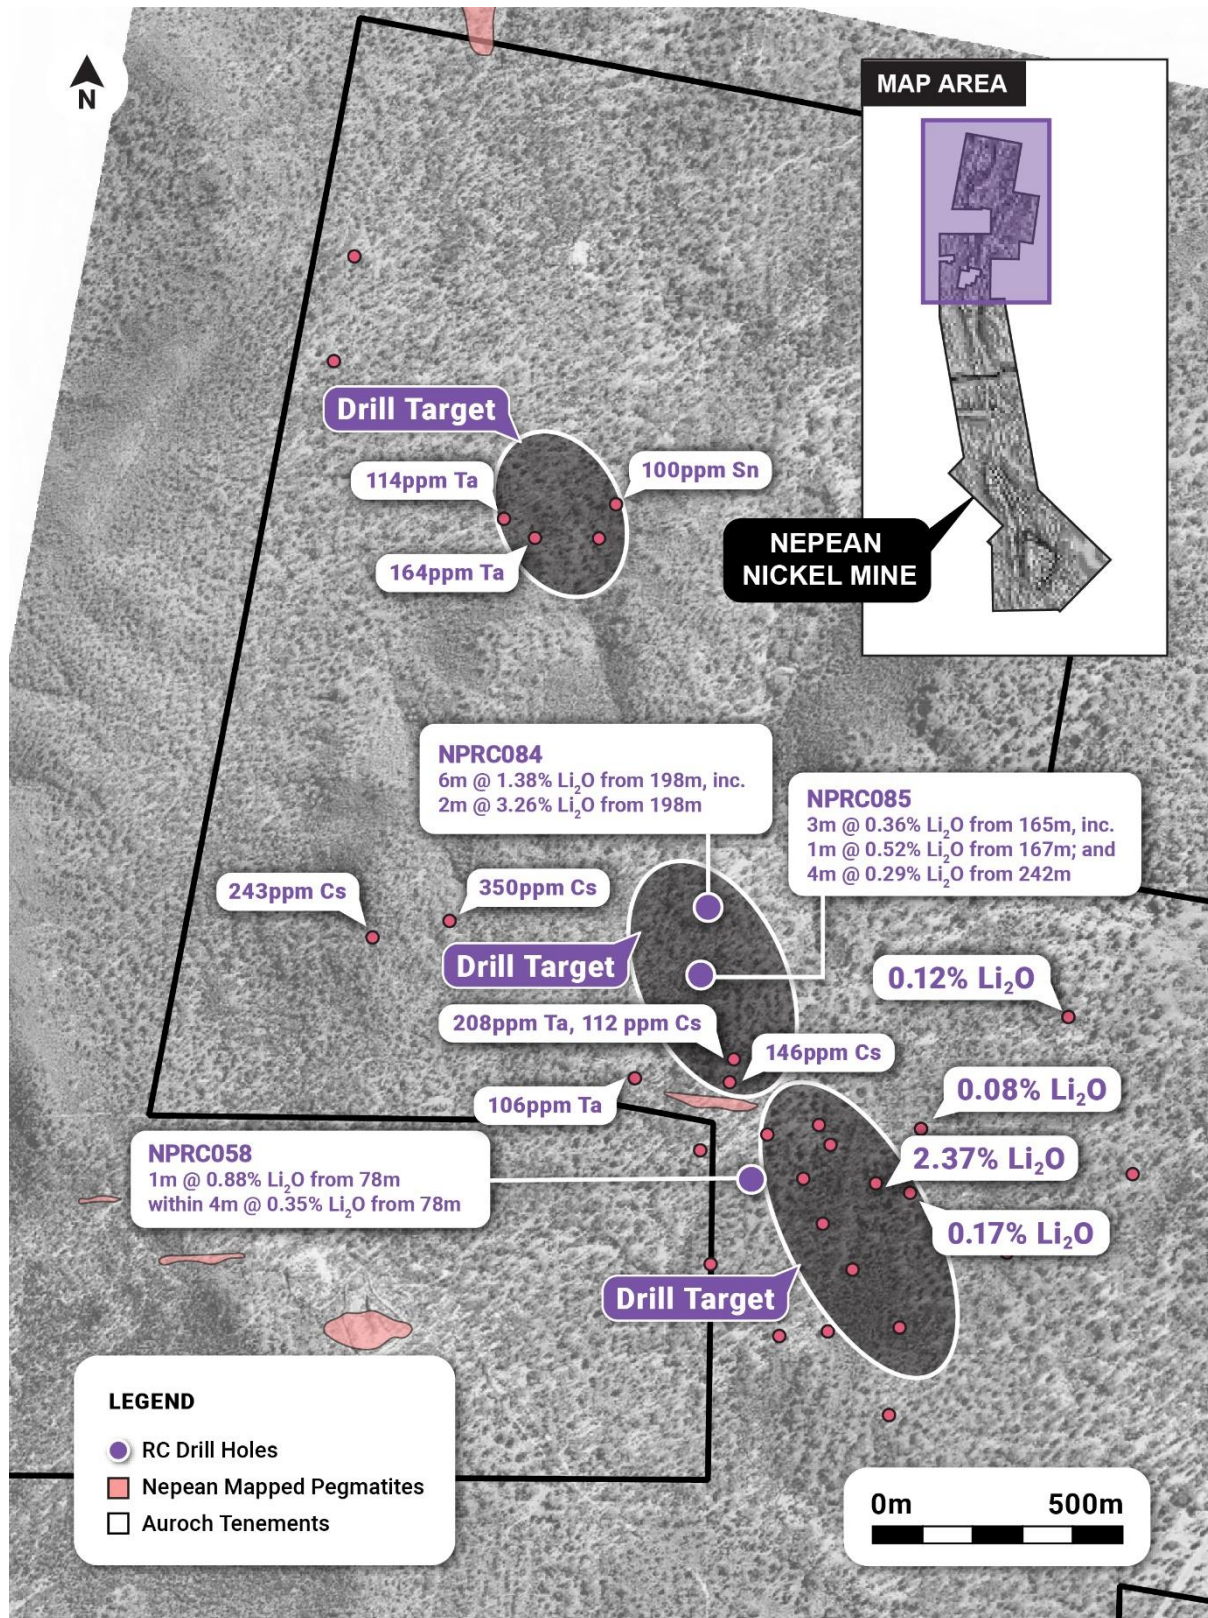 N
MAP AREA
NEPEAN
NICKEL MINE
Drill Target
114ppm Ta
100ppm Sn
164ppm Ta
NPRC084
6m @ 1.38% Li₂O from 198m, inc.
2m @ 3.26% Li₂O from 198m
NPRC085
3m @ 0.36% Li₂O from 165m, inc.
1m @ 0.52% Li₂O from 167m; and
4m @ 0.29% Li₂O from 242m
243ppm Cs
350ppm Cs
Drill Target
0.12% Li₂O
208ppm Ta, 112 ppm Cs
146ppm Cs
106ppm Ta
0.08% Li₂O
NPRC058
1m @ 0.88% Li₂O from 78m
within 4m @ 0.35% Li₂O from 78m
2.37% Li₂O
0.17% Li₂O
Drill Target
LEGEND
RC Drill Holes
Nepean Mapped Pegmatites
Auroch Tenements
0m 500m